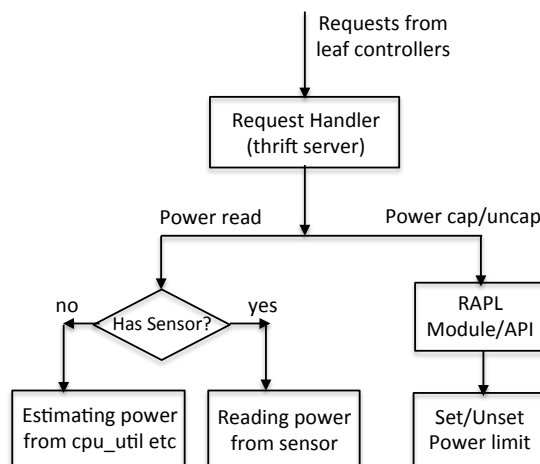 Requests from
leaf controllers
Request Handler
(thrift server)
Power read
Power cap/uncap
no
Has Sensor?
yes
RAPL
Module/API
Estimating power
from cpu_util etc
Reading power
from sensor
Set/Unset
Power limit